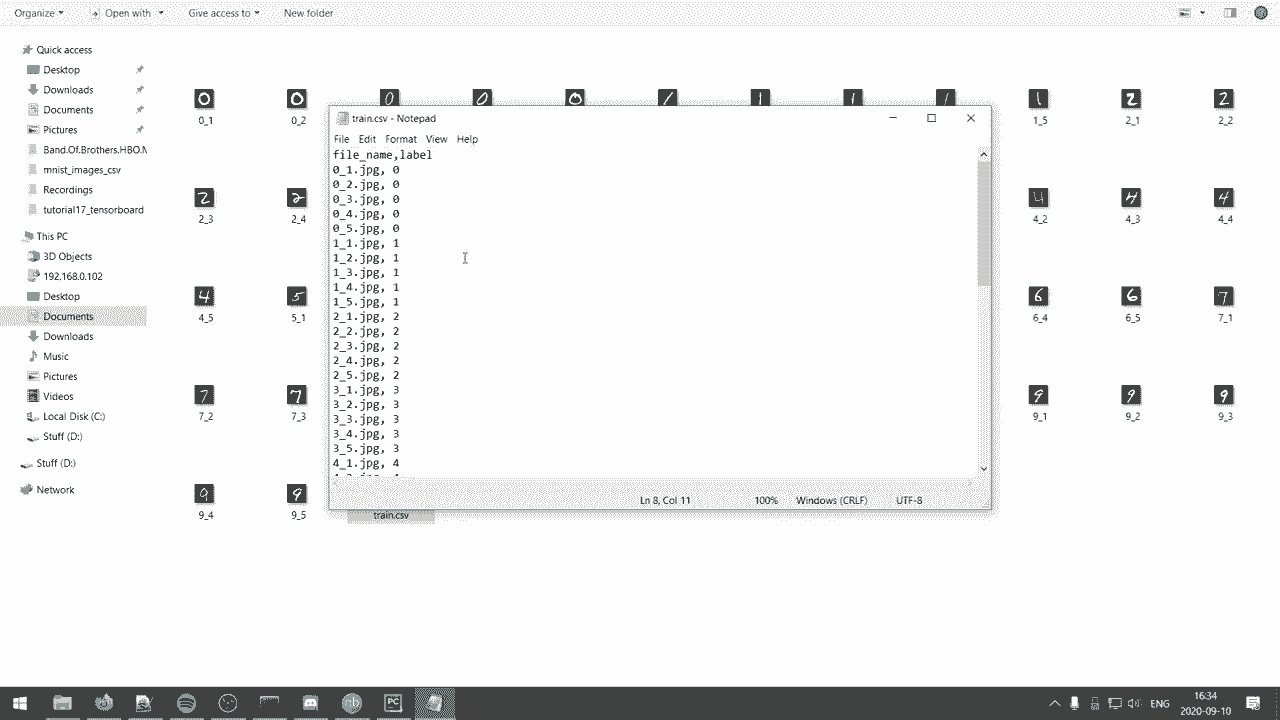 Organize
Open with
Give access to
New folder
Quick access
Desktop
Downloads
Documents
Pictures
Band.Of.Brothers.HBO.
mnist_images_csv
Recordings
tutorial17_tensorboard
This PC
3D Objects
192.168.0.102
Desktop
Documents
Downloads
Music
Pictures
Videos
Local Disk (C:)
Stuff (D:)
Stuff (D:)
Network
0_1 0_2 1_5 2_1 2_2
2_3 2_4 4_2 4_3 4_4
4_5 5_1 6_4 6_5 7_1
7_2 7_3 9_1 9_2 9_3
9_4 9_5 train.csv
train.csv - Notepad
File Edit Format View Help
file_name,label
0_1.jpg, 0
0_2.jpg, 0
0_3.jpg, 0
0_4.jpg, 0
0_5.jpg, 0
1_1.jpg, 1
1_2.jpg, 1
1_3.jpg, 1
1_4.jpg, 1
1_5.jpg, 1
2_1.jpg, 2
2_2.jpg, 2
2_3.jpg, 2
2_4.jpg, 2
2_5.jpg, 2
3_1.jpg, 3
3_2.jpg, 3
3_3.jpg, 3
3_4.jpg, 3
3_5.jpg, 3
4_1.jpg, 4
Ln 8, Col 11 100% Windows (CRLF) UTF-8
PC
ENG
16:34
2020-09-10